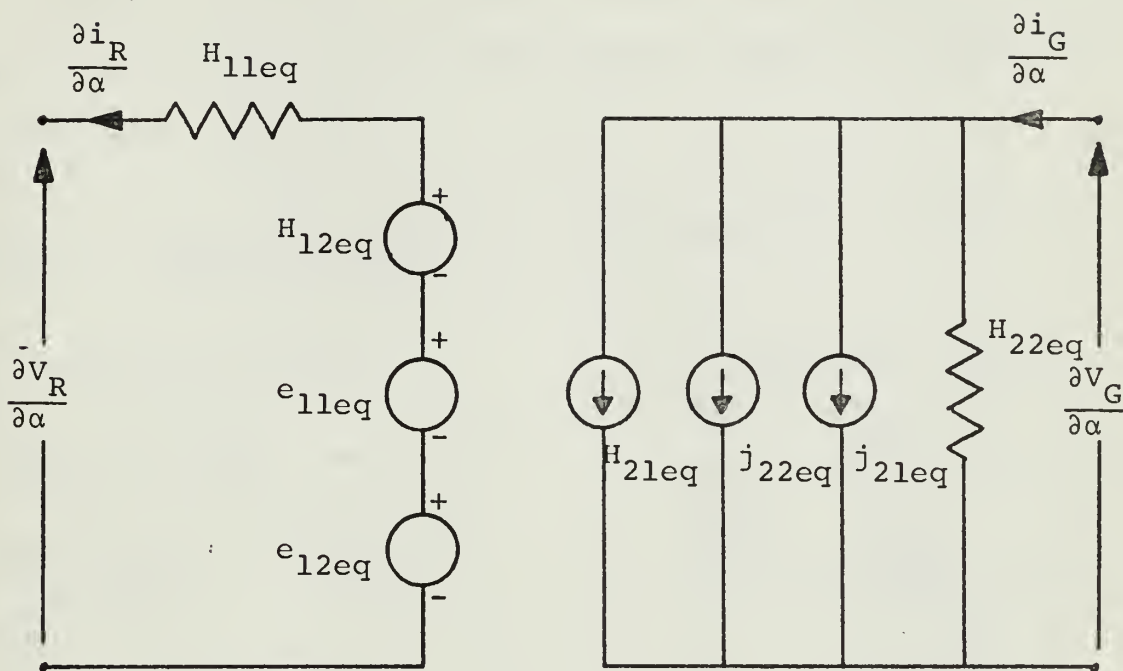 ∂i_R/∂α
H_11eq
∂i_G/∂α
+
H_12eq
-
+
e_11eq
-
+
e_12eq
-
∂V_R/∂α
H_21eq
j_22eq
j_21eq
H_22eq
∂V_G/∂α